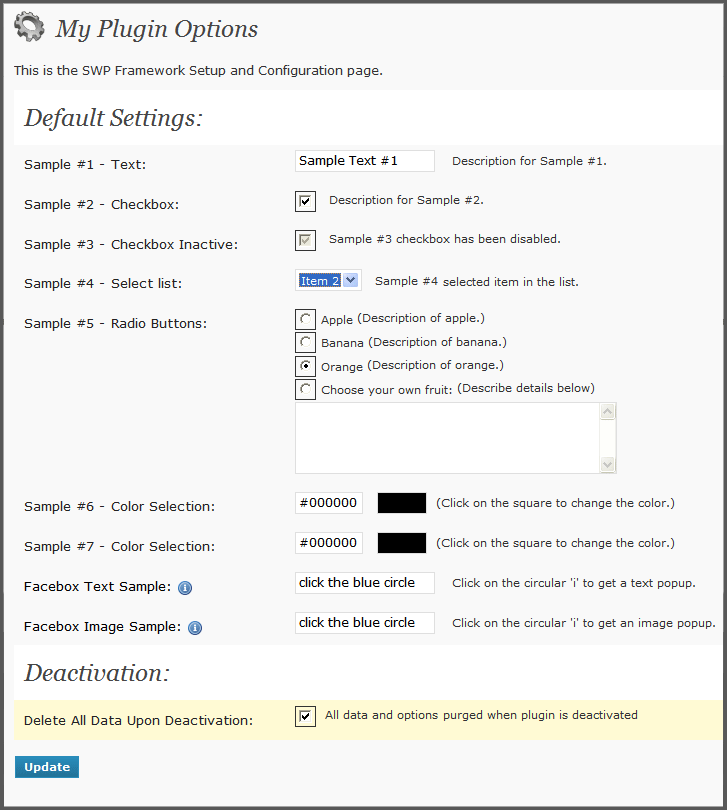 My Plugin Options
This is the SWP Framework Setup and Configuration page.
Default Settings:
Sample #1 - Text: Sample Text #1 Description for Sample #1.
Sample #2 - Checkbox: Description for Sample #2.
Sample #3 - Checkbox Inactive: Sample #3 checkbox has been disabled.
Sample #4 - Select list: Item 2 Sample #4 selected item in the list.
Sample #5 - Radio Buttons: Apple (Description of apple.)
Banana (Description of banana.)
Orange (Description of orange.)
Choose your own fruit: (Describe details below)
Sample #6 - Color Selection: #000000 (Click on the square to change the color.)
Sample #7 - Color Selection: #000000 (Click on the square to change the color.)
Facebox Text Sample: i click the blue circle Click on the circular 'i' to get a text popup.
Facebox Image Sample: i click the blue circle Click on the circular 'i' to get an image popup.
Deactivation:
Delete All Data Upon Deactivation: All data and options purged when plugin is deactivated
Update